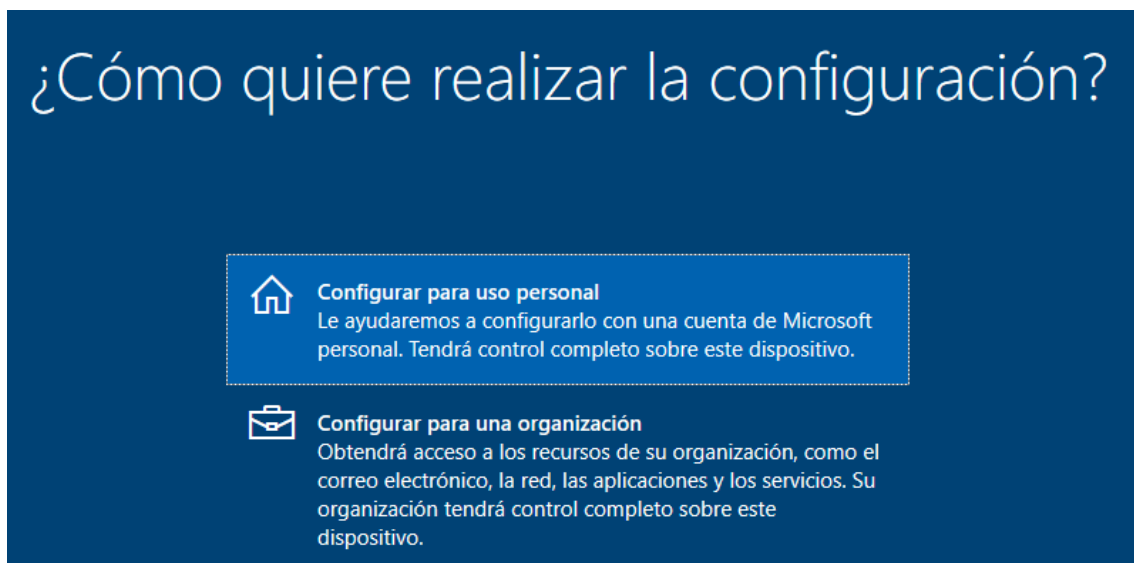 ¿Cómo quiere realizar la configuración?
Configurar para uso personal
Le ayudaremos a configurarlo con una cuenta de Microsoft
personal. Tendrá control completo sobre este dispositivo.
Configurar para una organización
Obtendrá acceso a los recursos de su organización, como el
correo electrónico, la red, las aplicaciones y los servicios. Su
organización tendrá control completo sobre este
dispositivo.